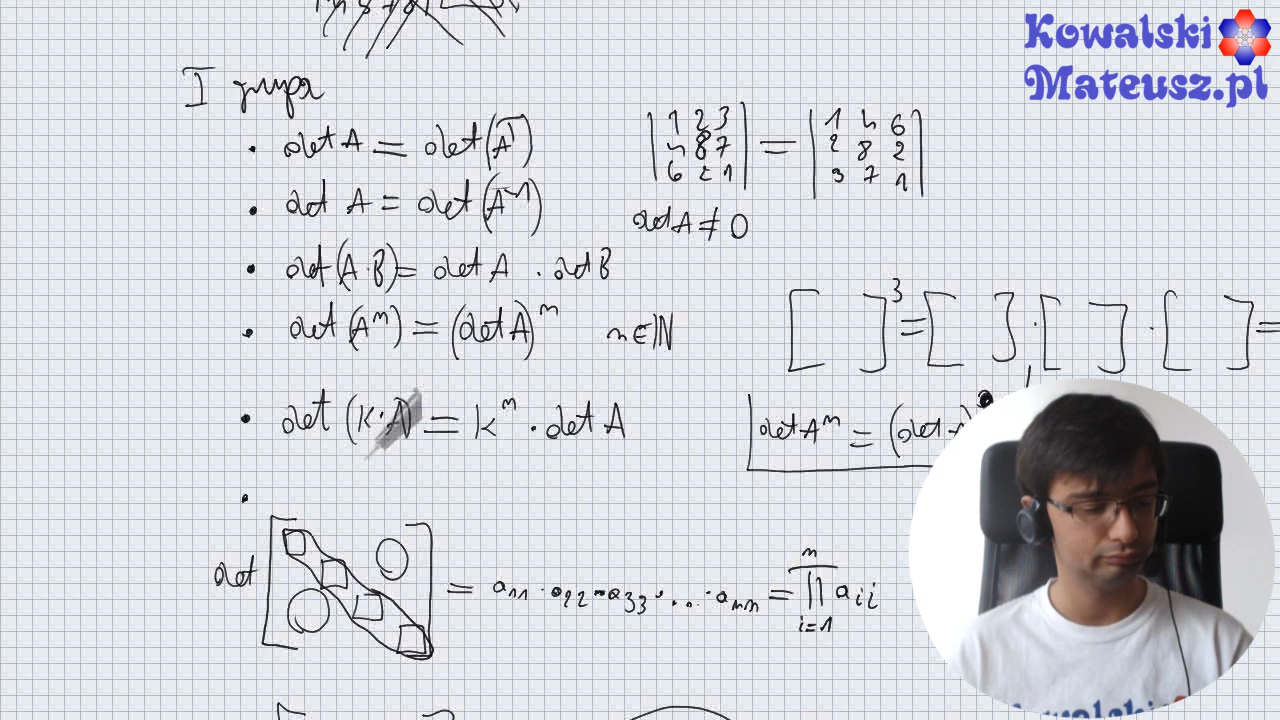 Kowalski
Mateusz.pl
I grupa
• det A = det(Aᵀ)
|1 2 3| = |1 4 6|
|4 8 7| |2 8 2|
|6 2 1| |3 7 1|
• det A = det(A⁻¹)
det A ≠ 0
• det(A·B) = det A · det B
• det(Aⁿ) = (det A)ⁿ n∈ℕ
[ ]³ = [ ] · [ ] · [ ] =
• det (K·A) = Kⁿ · det A
det Aⁿ = (det
•
det [ ] = a₁₁ · a₂₂ · a₃₃ · ... · aₙₙ = ∏ aᵢᵢ
n
i=1